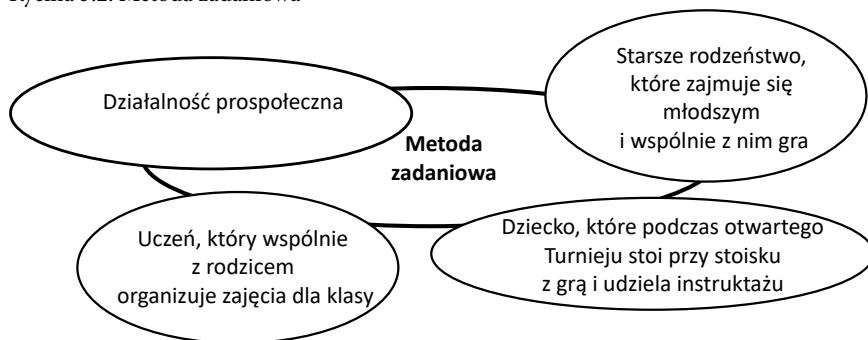 Działalność prospołeczna
Starsze rodzeństwo,
które zajmuje się
młodszym
i wspólnie z nim gra
Metoda
zadaniowa
Uczeń, który wspólnie
z rodzicem
organizuje zajęcia dla klasy
Dziecko, które podczas otwartego
Turnieju stoi przy stoisku
z grą i udziela instruktażu